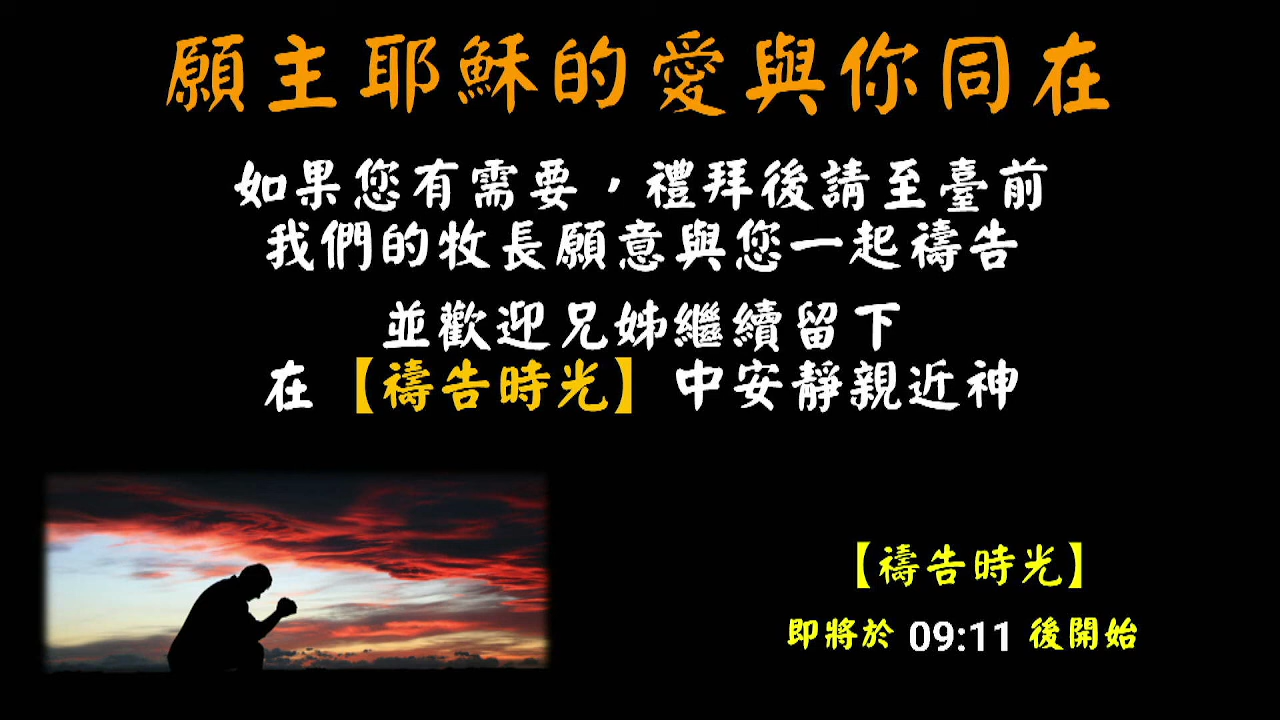 願主耶穌的愛與你同在
如果您有需要，禮拜後請至臺前
我們的牧長願意與您一起禱告
並歡迎兄姊繼續留下
在【禱告時光】中安靜親近神
【禱告時光】
即將於 09:11 後開始